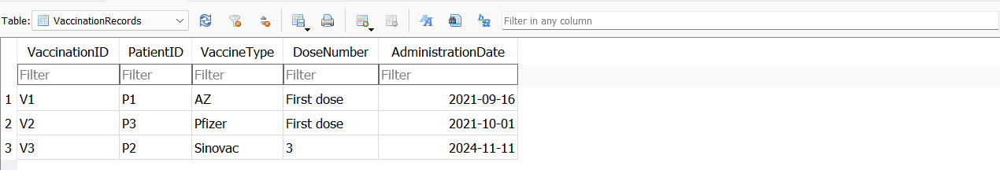 Table: VaccinationRecords Filter in any column
VaccinationID PatientID VaccineType DoseNumber AdministrationDate
Filter Filter Filter Filter Filter
1 V1 P1 AZ First dose 2021-09-16
2 V2 P3 Pfizer First dose 2021-10-01
3 V3 P2 Sinovac 3 2024-11-11